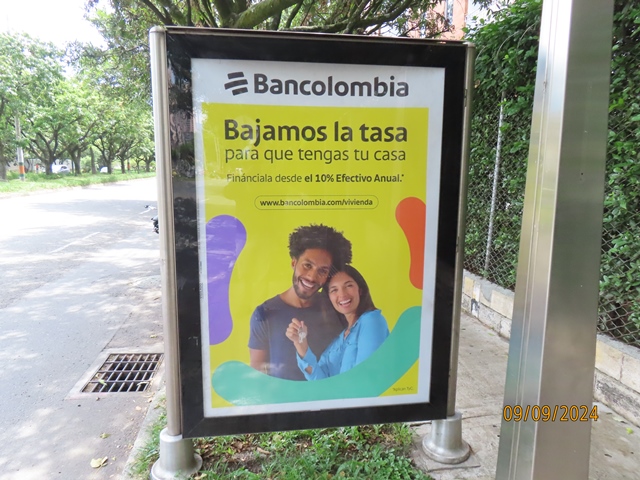 Bancolombia
Bajamos la tasa
para que tengas tu casa
Fináncíala desde el 10% Efectivo Anual.*
www.bancolombia.com/vivienda
09/09/2024